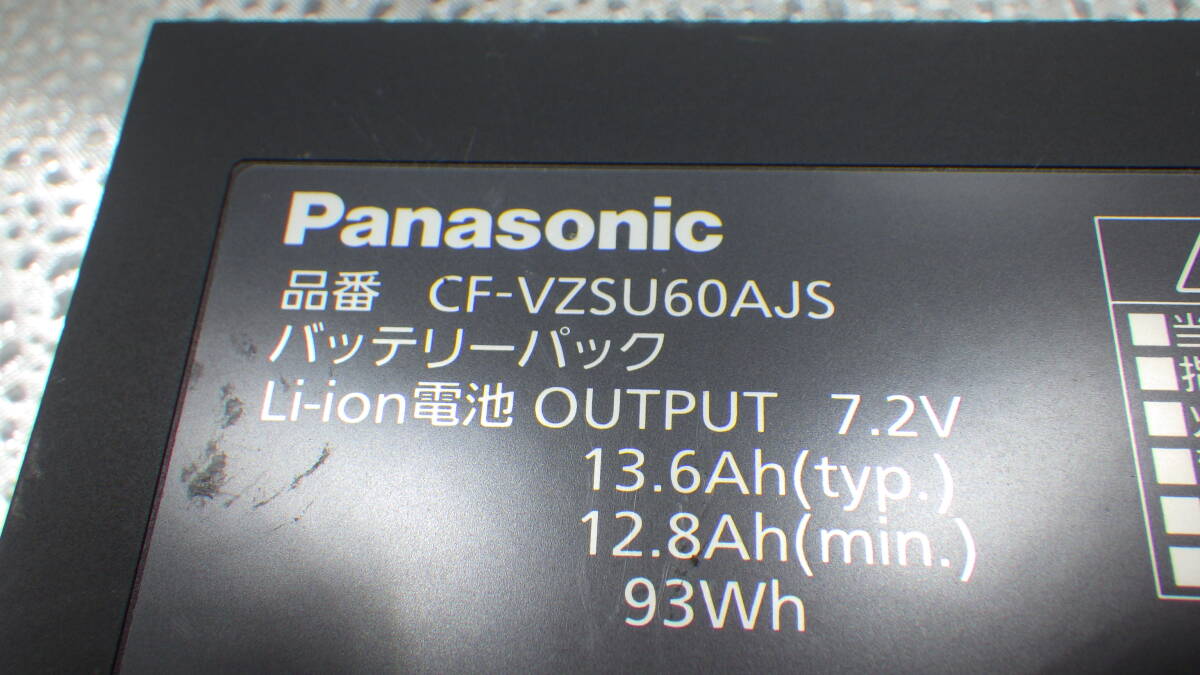 Panasonic
品番 CF-VZSU60AJS
バッテリーパック
Li-ion電池 OUTPUT 7.2V
13.6Ah(typ.)
12.8Ah(min.)
93Wh
当